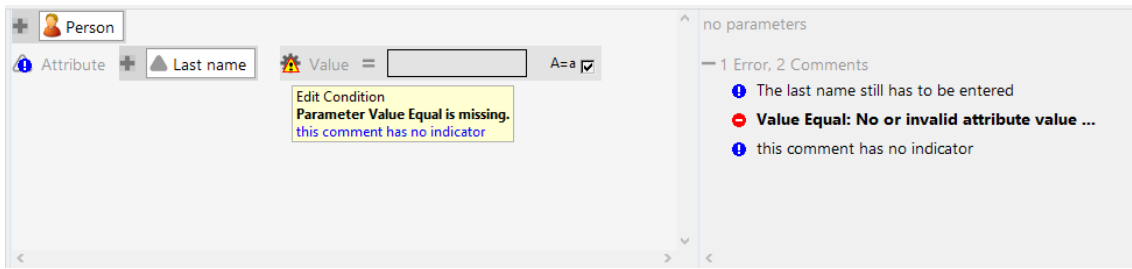 Person
no parameters
Attribute Last name Value = A=a
1 Error, 2 Comments
The last name still has to be entered
Edit Condition
Parameter Value Equal is missing.
this comment has no indicator
Value Equal: No or invalid attribute value ...
this comment has no indicator